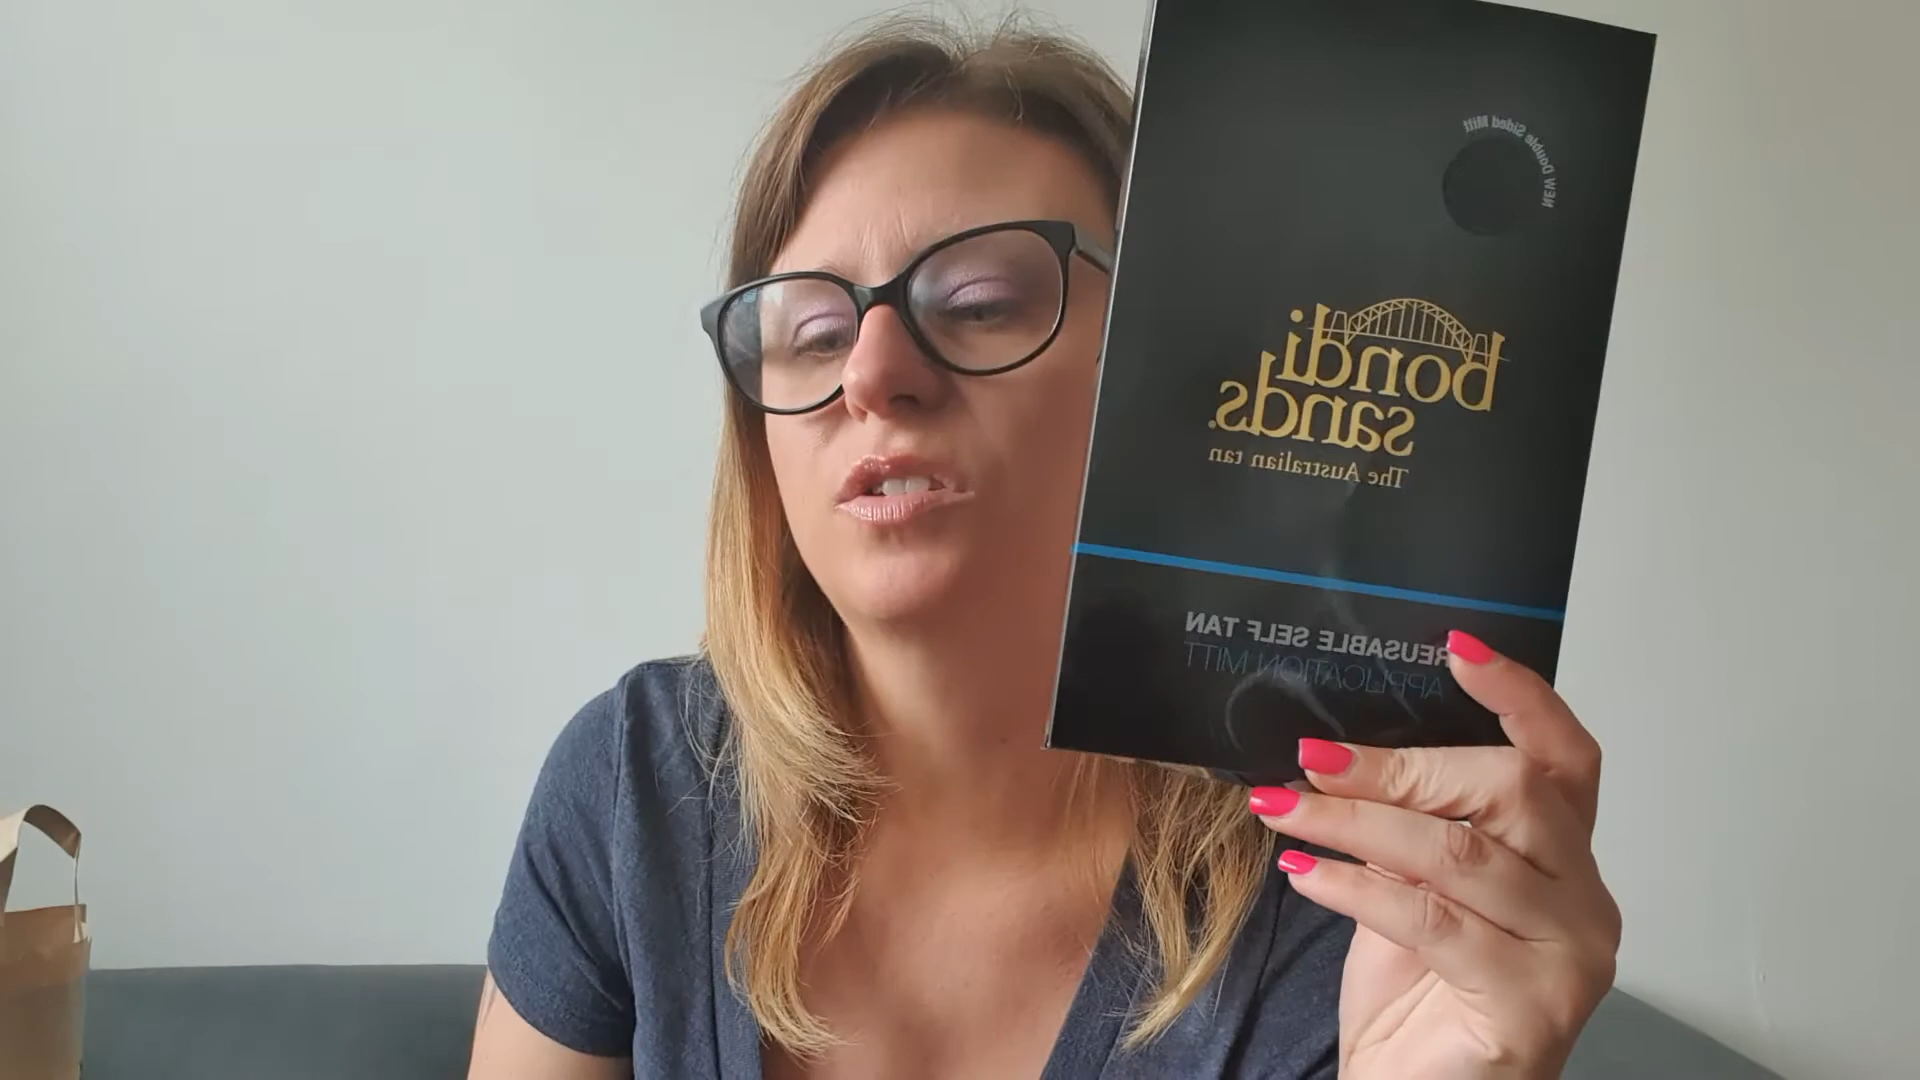 NEW Double Sided Mitt
bondi
sands.
The Australian tan
REUSABLE SELF TAN
APPLICATION MITT